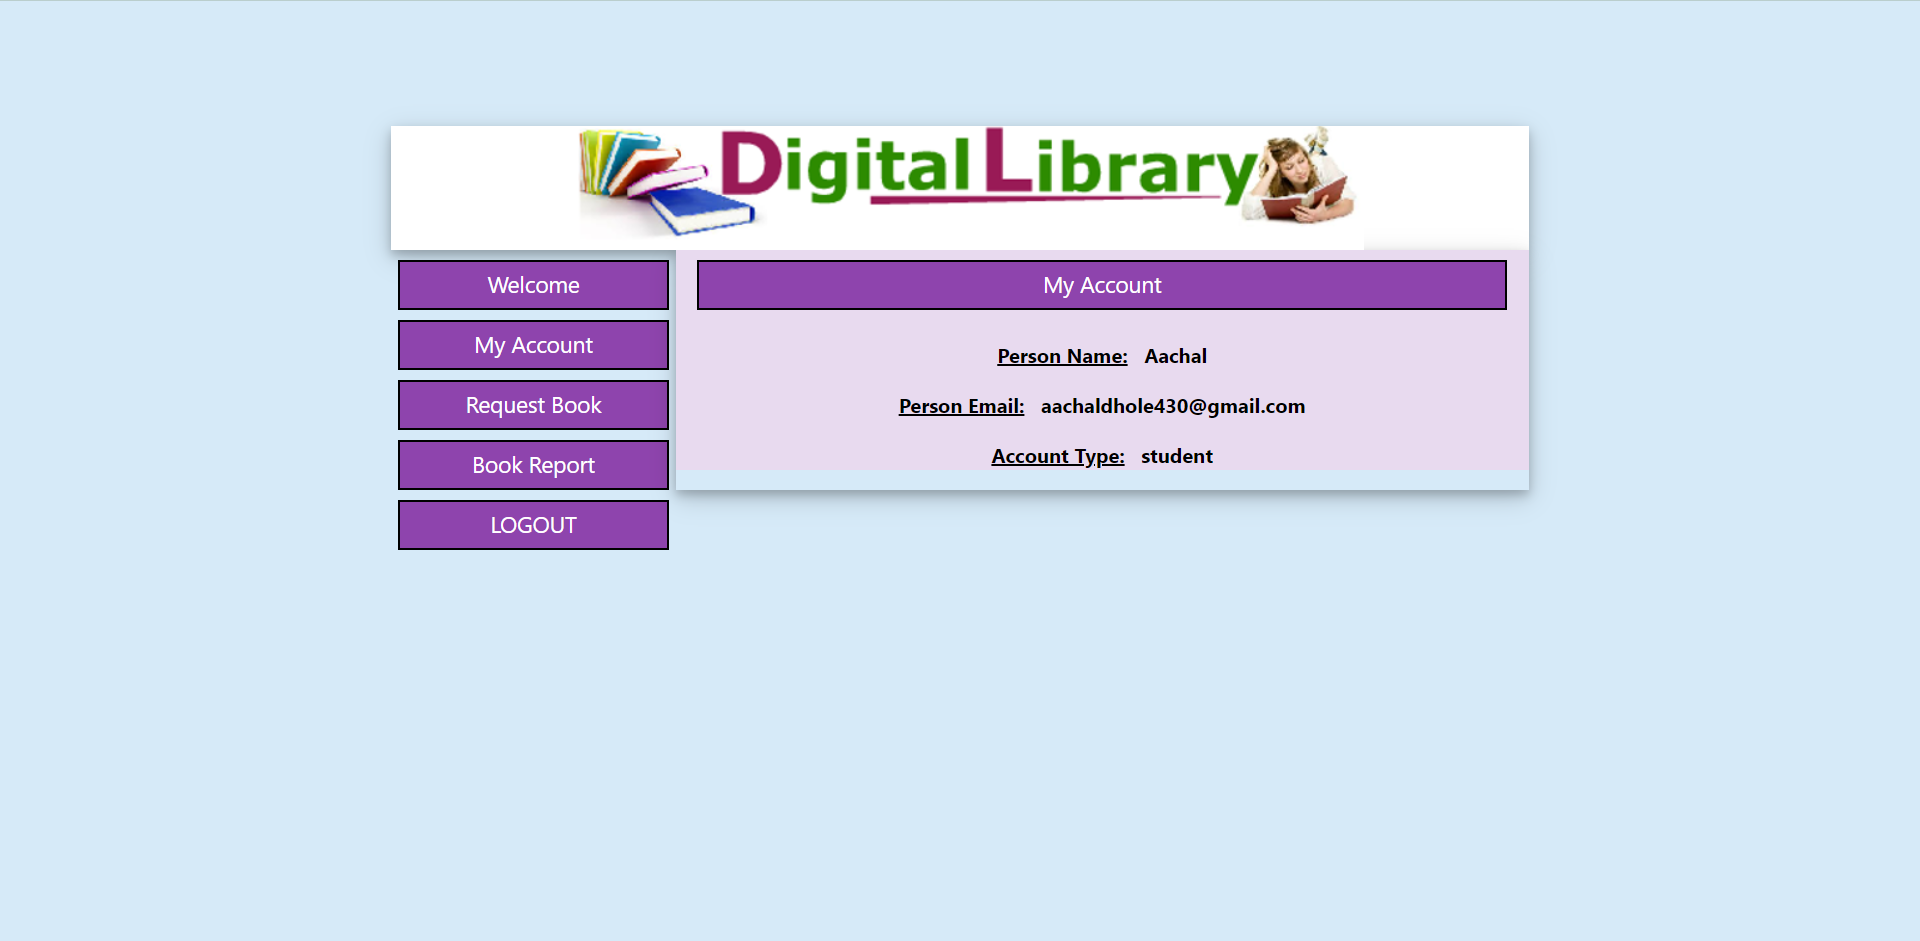 Digital Library
Welcome
My Account
Request Book
Book Report
LOGOUT
My Account
Person Name: Aachal
Person Email: aachaldhole430@gmail.com
Account Type: student